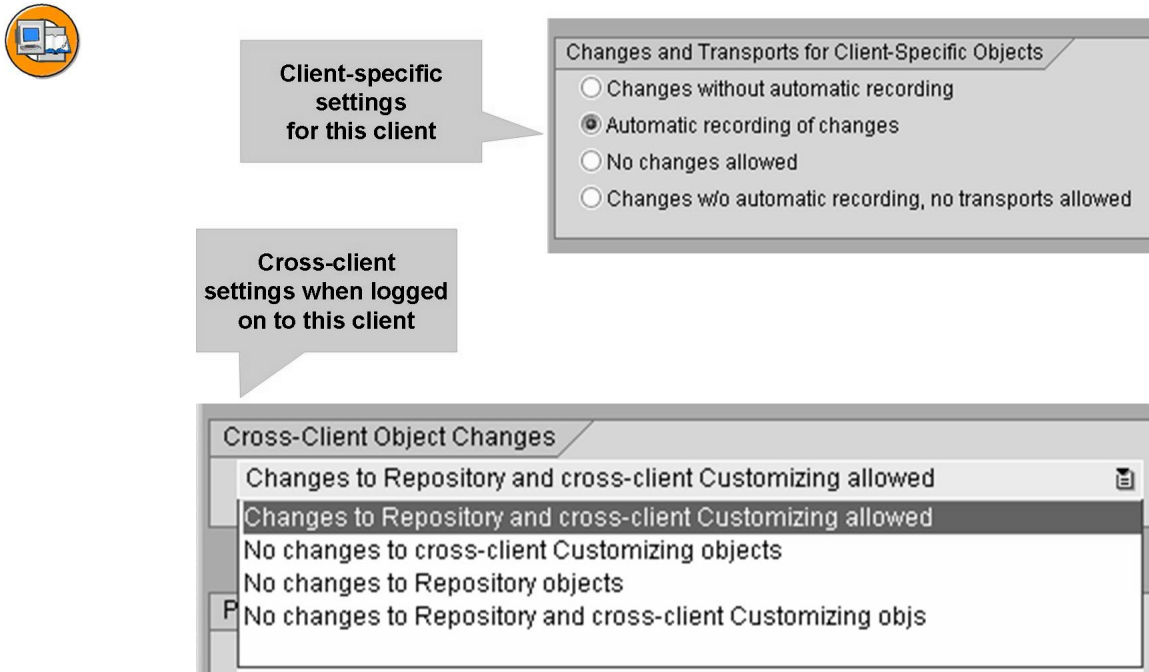 Client-specific
settings
for this client
Changes and Transports for Client-Specific Objects
Changes without automatic recording
Automatic recording of changes
No changes allowed
Changes w/o automatic recording, no transports allowed
Cross-client
settings when logged
on to this client
Cross-Client Object Changes
Changes to Repository and cross-client Customizing allowed
Changes to Repository and cross-client Customizing allowed
No changes to cross-client Customizing objects
No changes to Repository objects
P
No changes to Repository and cross-client Customizing objs